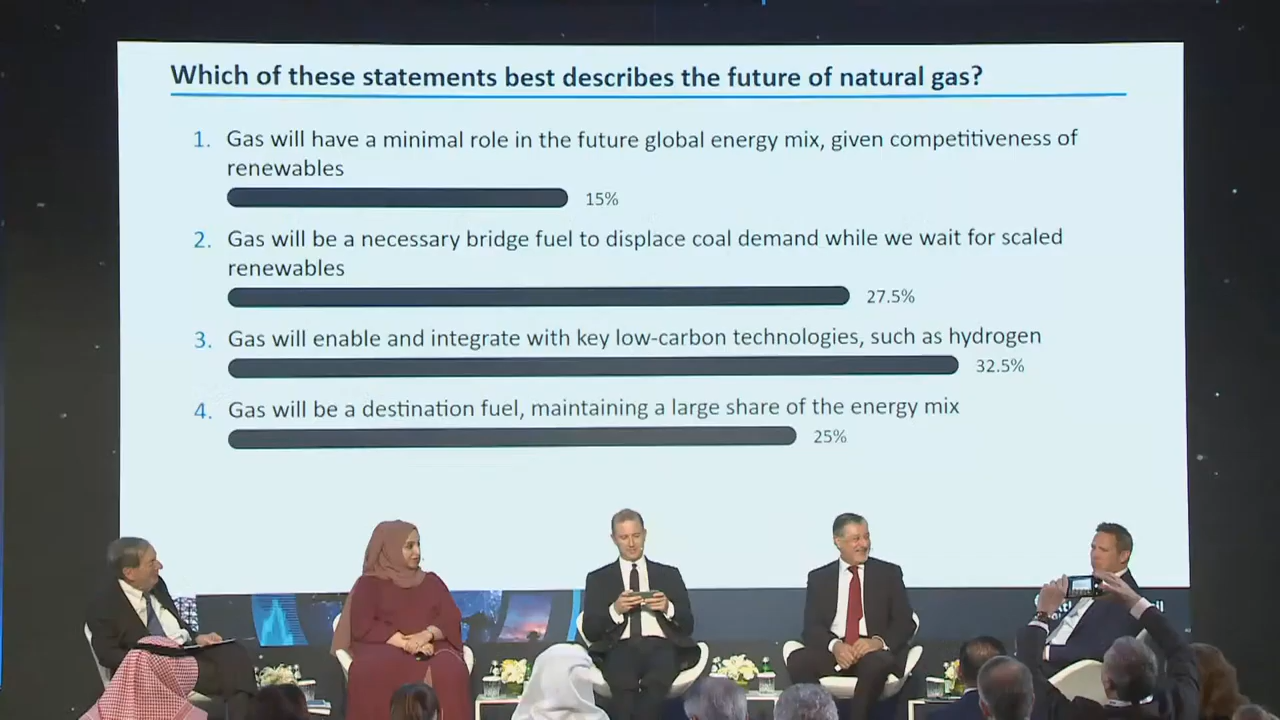 Which of these statements best describes the future of natural gas?
1. Gas will have a minimal role in the future global energy mix, given competitiveness of
renewables
15%
2. Gas will be a necessary bridge fuel to displace coal demand while we wait for scaled
renewables
27.5%
3. Gas will enable and integrate with key low-carbon technologies, such as hydrogen
32.5%
4. Gas will be a destination fuel, maintaining a large share of the energy mix
25%